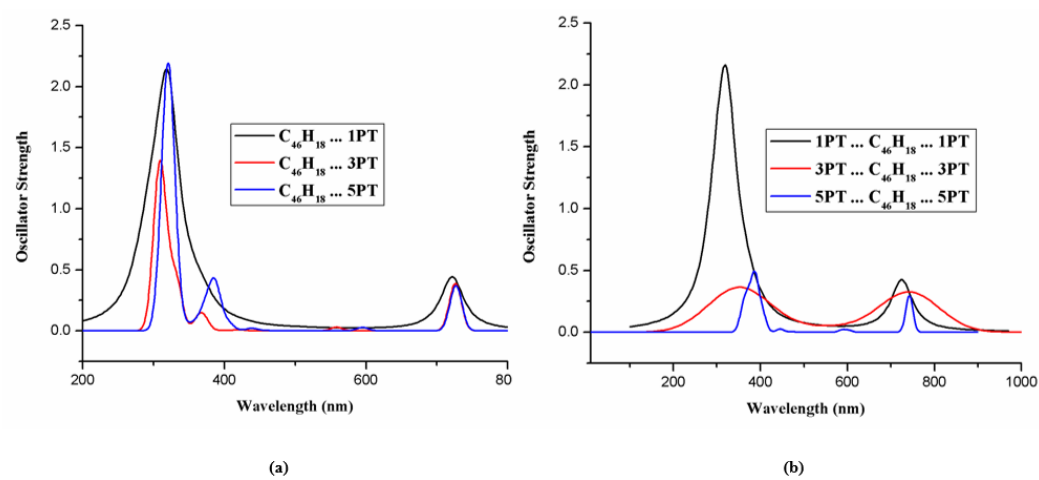 2.5
2.0
1.5
1.0
0.5
0.0
Oscillator Strength
C46H18 ... 1PT
C46H18 ... 3PT
C46H18 ... 5PT
200 400 600 80
Wavelength (nm)
(a)
2.5
2.0
1.5
1.0
0.5
0.0
Oscillator Strength
1PT ... C46H18 ... 1PT
3PT ... C46H18 ... 3PT
5PT ... C46H18 ... 5PT
200 400 600 800 1000
Wavelength (nm)
(b)